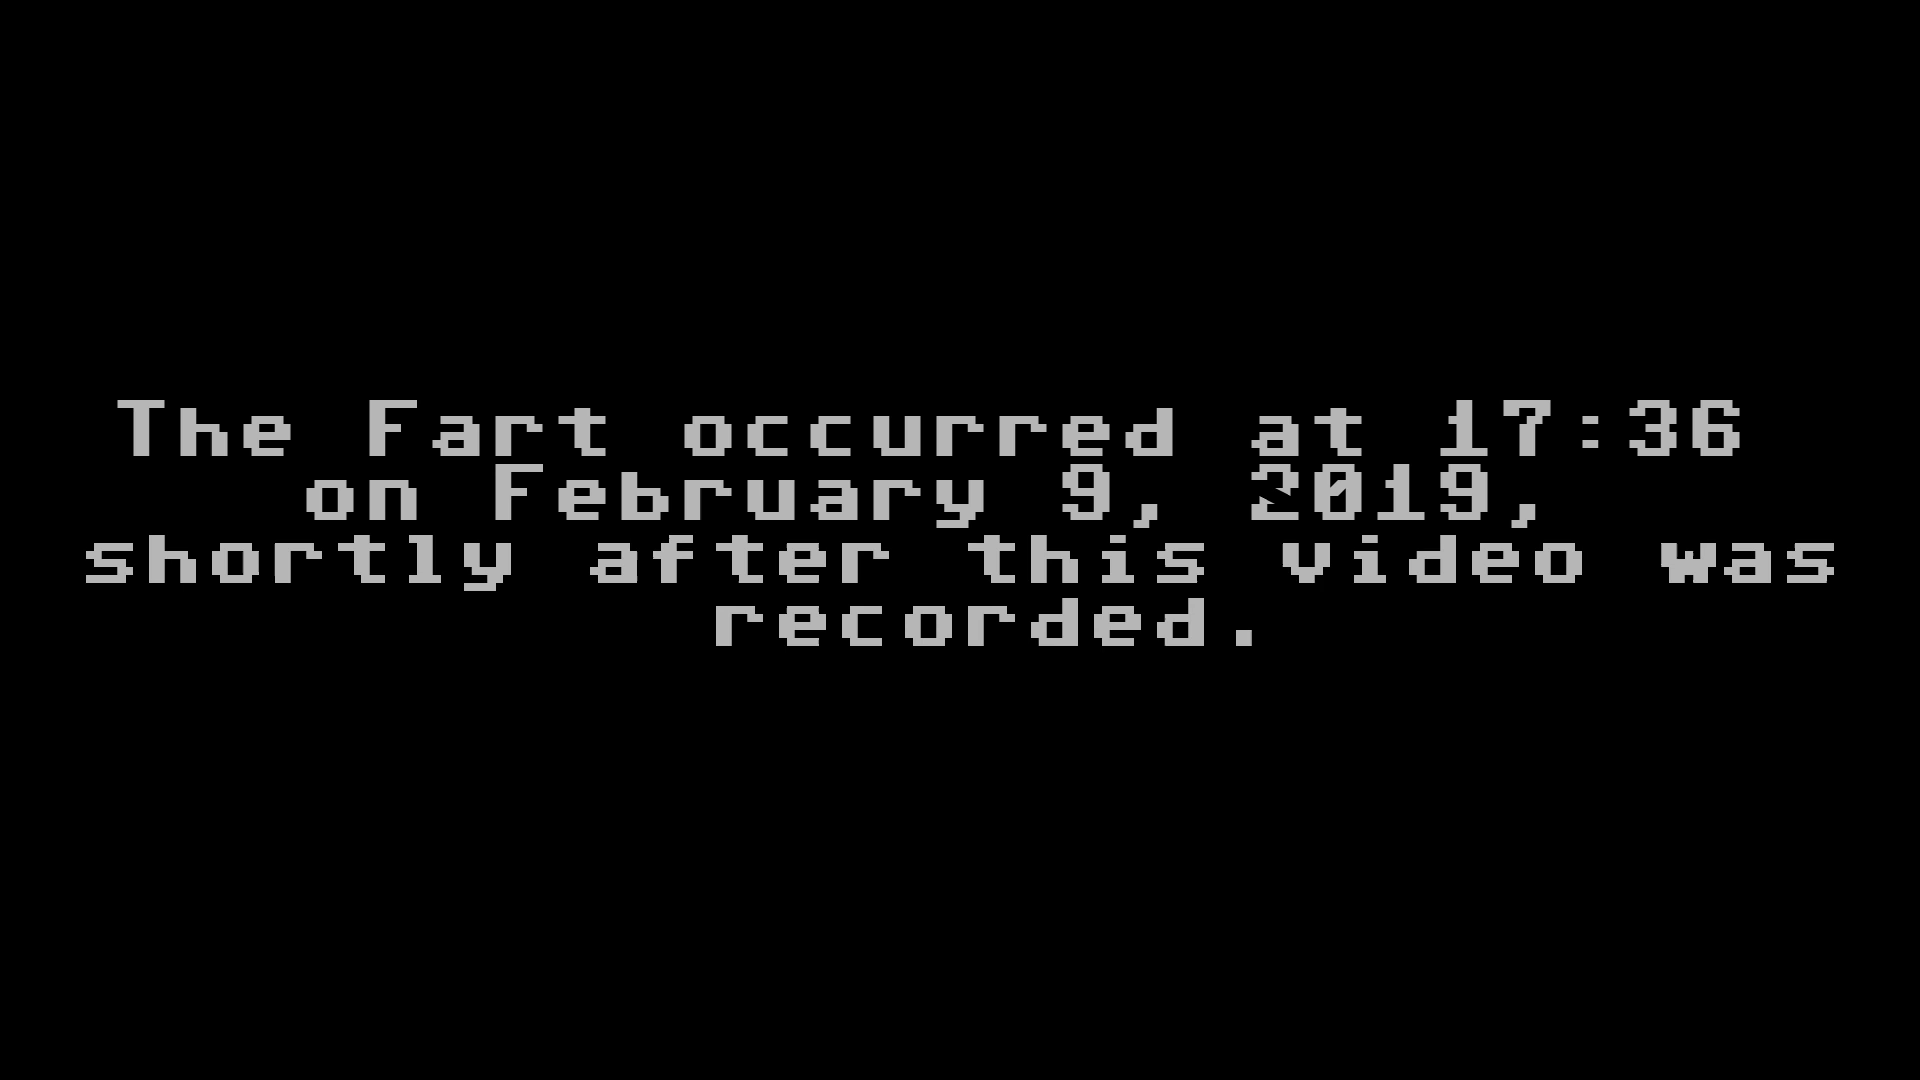 The Fart occurred at 17:36
on February 9, 2019,
shortly after this video was
recorded.